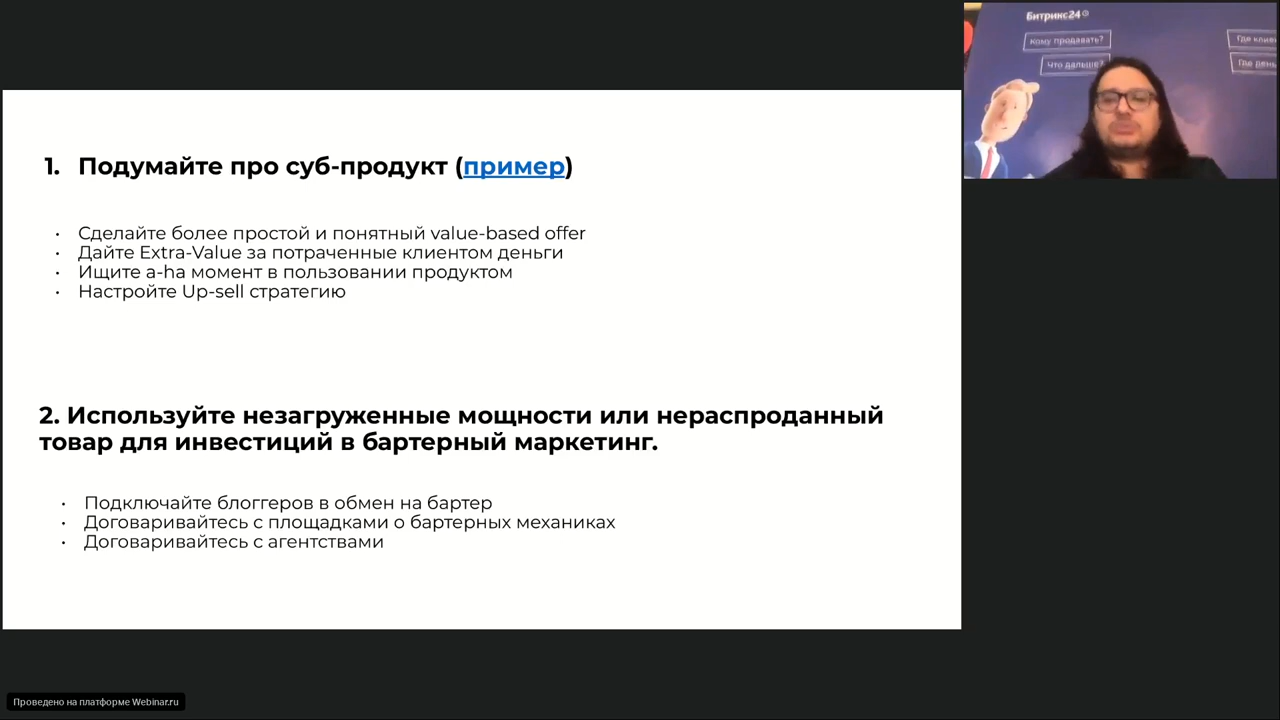 Битрикс24
Кому продавать?
Что дальше?
Где
Где
1. Подумайте про суб-продукт (пример)
• Сделайте более простой и понятный value-based offer
• Дайте Extra-Value за потраченные клиентом деньги
• Ищите a-ha момент в пользовании продуктом
• Настройте Up-sell стратегию
2. Используйте незагруженные мощности или нераспроданный
товар для инвестиций в бартерный маркетинг.
• Подключайте блоггеров в обмен на бартер
• Договаривайтесь с площадками о бартерных механиках
• Договаривайтесь с агентствами
Проведено на платформе Webinar.ru